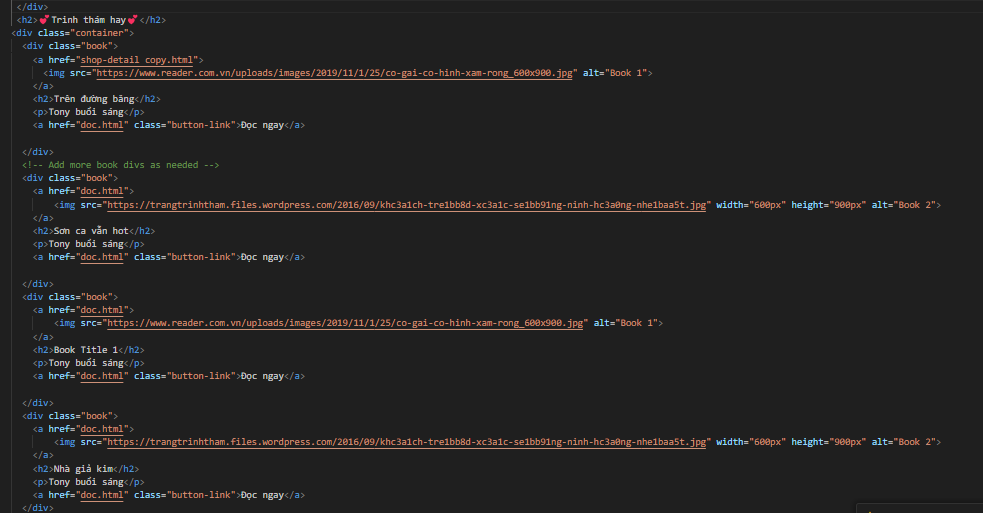 </div>
<h2>💕Trinh thám hay💕</h2>
<div class="container">
<div class="book">
<a href="shop-detail copy.html">
<img src="https://www.reader.com.vn/uploads/images/2019/11/1/25/co-gai-co-hinh-xam-rong_600x900.jpg" alt="Book 1">
</a>
<h2>Trên đường băng</h2>
<p>Tony buổi sáng</p>
<a href="doc.html" class="button-link">Đọc ngay</a>
</div>
<!-- Add more book divs as needed -->
<div class="book">
<a href="doc.html">
<img src="https://trangtrinhtham.files.wordpress.com/2016/09/khc3a1ch-tre1bb8d-xc3a1c-se1bb91ng-ninh-hc3a0ng-nhe1baa5t.jpg" width="600px" height="900px" alt="Book 2">
</a>
<h2>Sơn ca vẫn hot</h2>
<p>Tony buổi sáng</p>
<a href="doc.html" class="button-link">Đọc ngay</a>
</div>
<div class="book">
<a href="doc.html">
<img src="https://www.reader.com.vn/uploads/images/2019/11/1/25/co-gai-co-hinh-xam-rong_600x900.jpg" alt="Book 1">
</a>
<h2>Book Title 1</h2>
<p>Tony buổi sáng</p>
<a href="doc.html" class="button-link">Đọc ngay</a>
</div>
<div class="book">
<a href="doc.html">
<img src="https://trangtrinhtham.files.wordpress.com/2016/09/khc3a1ch-tre1bb8d-xc3a1c-se1bb91ng-ninh-hc3a0ng-nhe1baa5t.jpg" width="600px" height="900px" alt="Book 2">
</a>
<h2>Nhà giả kim</h2>
<p>Tony buổi sáng</p>
<a href="doc.html" class="button-link">Đọc ngay</a>
</div>